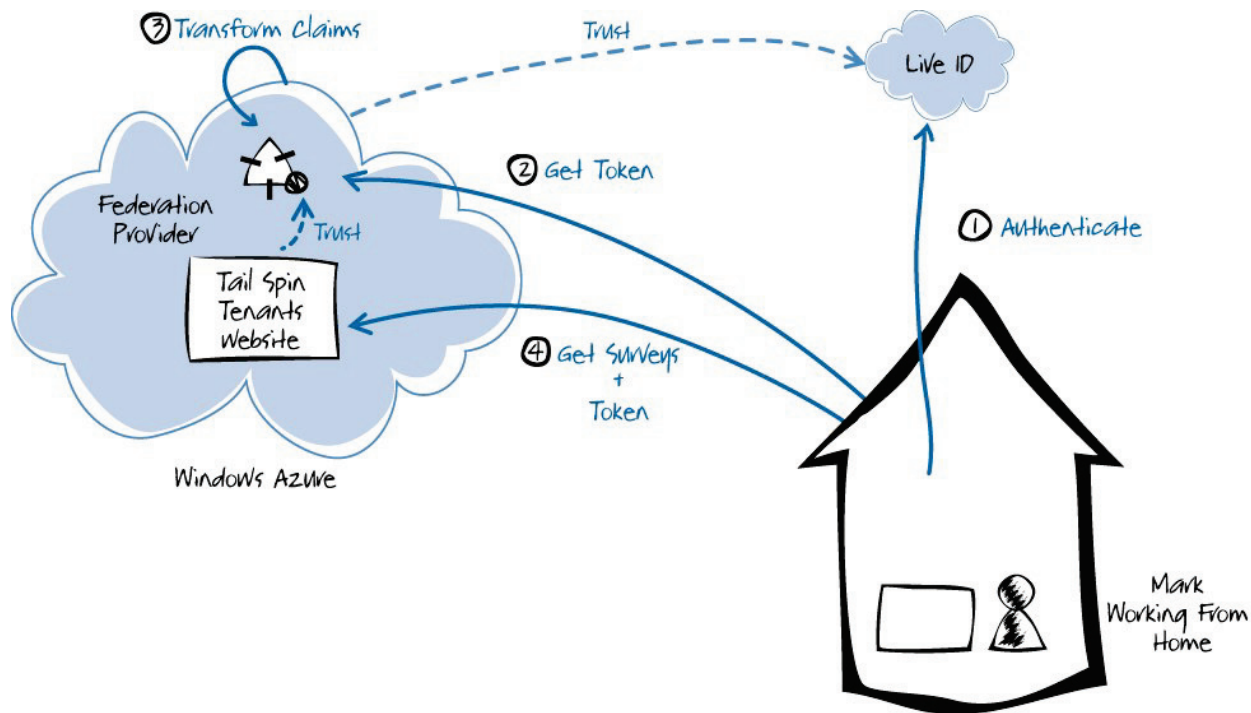 3 Transform Claims
Trust
Live ID
2 Get Token
Federation
Provider
Trust
1 Authenticate
Tail Spin
Tenants
Website
4 Get Surveys
+
Token
Windows Azure
Mark
Working From
Home